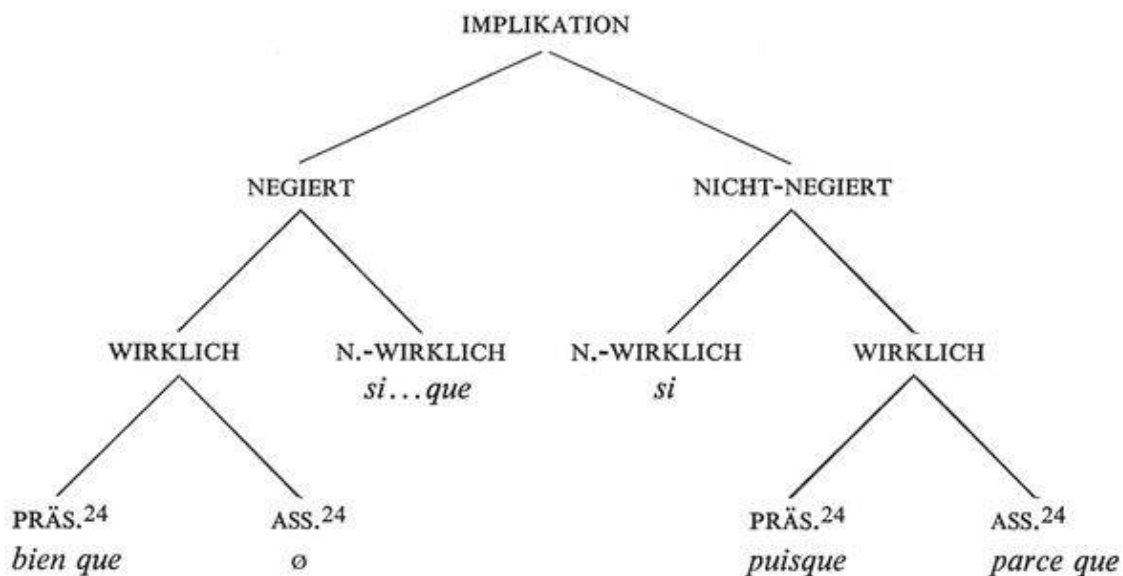 IMPLIKATION
NEGIERT NICHT-NEGIERT
WIRKLICH N.-WIRKLICH N.-WIRKLICH WIRKLICH
si...que si
PRÄS.24 ASS.24 PRÄS.24 ASS.24
bien que ø puisque parce que